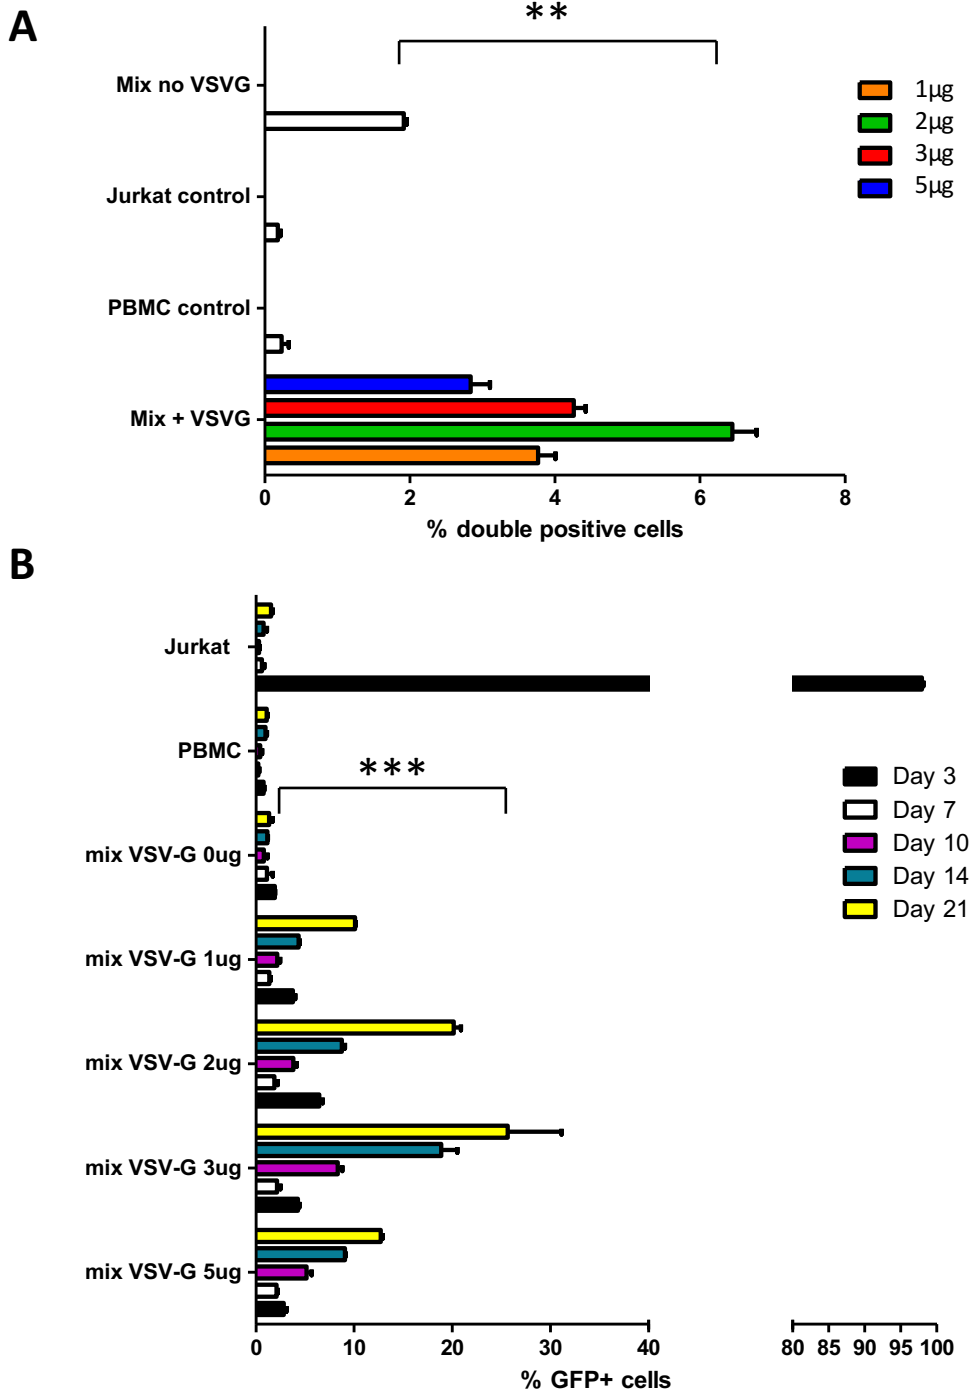 A
**
Mix no VSVG
Jurkat control
PBMC control
Mix + VSVG
1µg
2µg
3µg
5µg
0 2 4 6 8
% double positive cells
B
Jurkat
PBMC
mix VSV-G 0ug
mix VSV-G 1ug
mix VSV-G 2ug
mix VSV-G 3ug
mix VSV-G 5ug
***
Day 3
Day 7
Day 10
Day 14
Day 21
0 10 20 30 40 80 85 90 95 100
% GFP+ cells